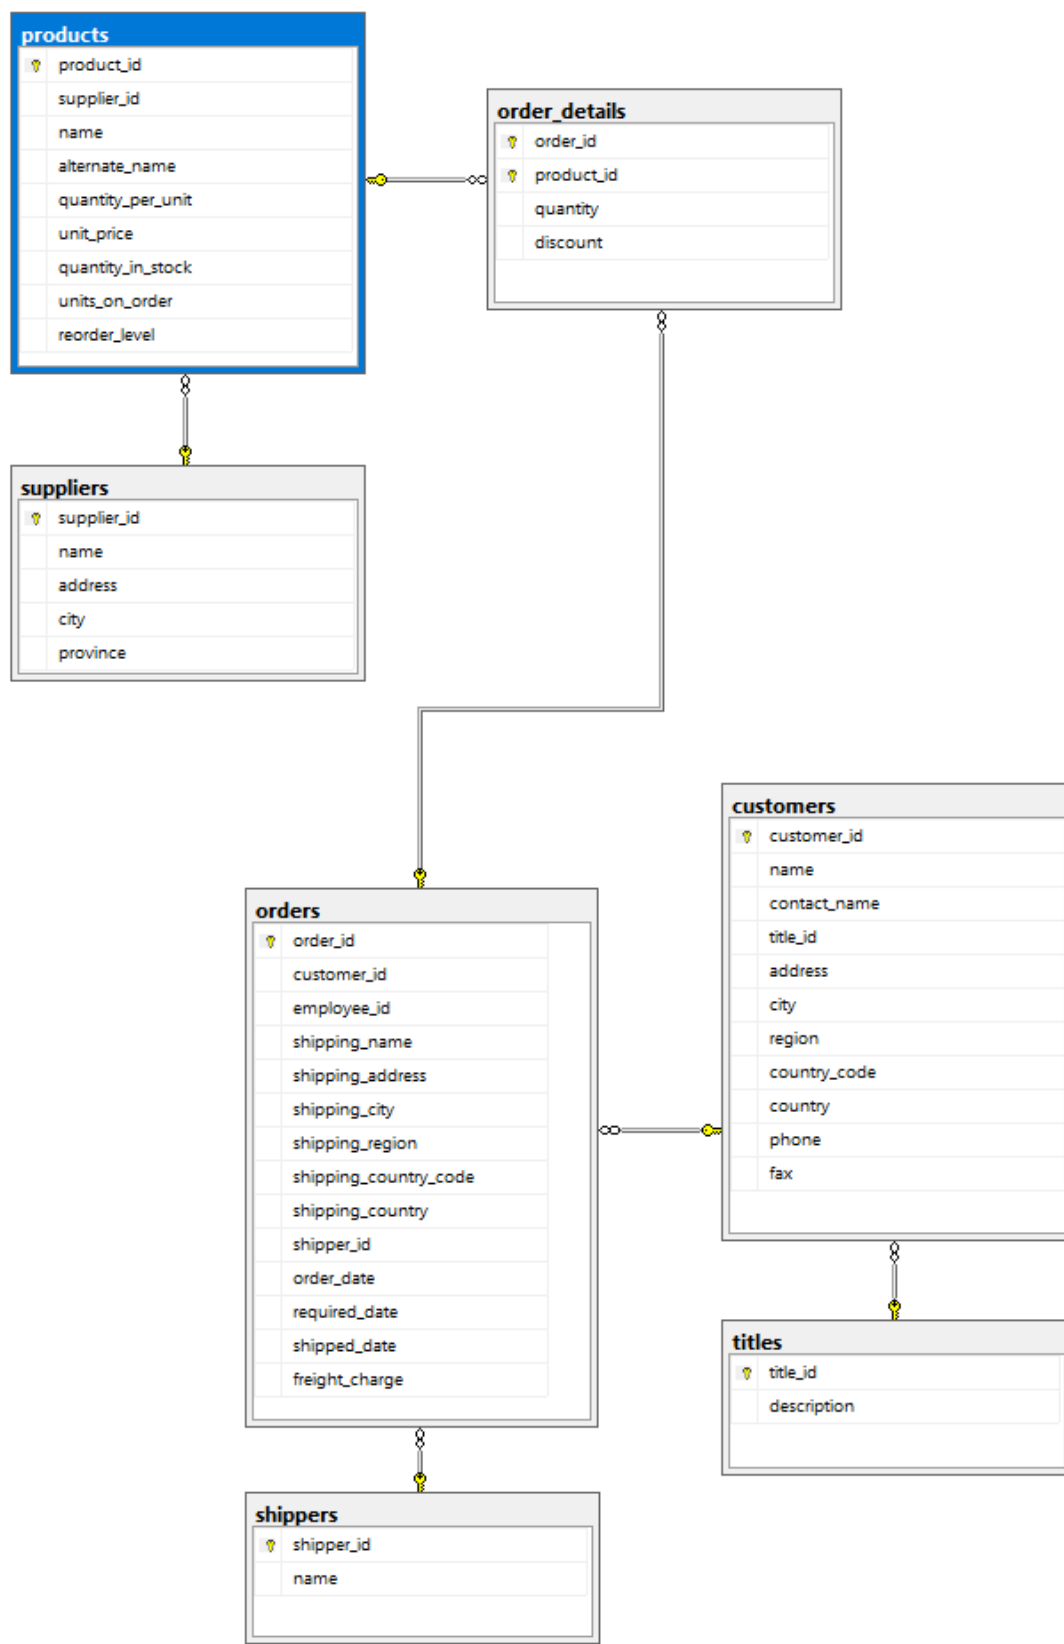 products
product_id
supplier_id
name
alternate_name
quantity_per_unit
unit_price
quantity_in_stock
units_on_order
reorder_level
order_details
order_id
product_id
quantity
discount
suppliers
supplier_id
name
address
city
province
customers
customer_id
name
contact_name
title_id
address
city
region
country_code
country
phone
fax
orders
order_id
customer_id
employee_id
shipping_name
shipping_address
shipping_city
shipping_region
shipping_country_code
shipping_country
shipper_id
order_date
required_date
shipped_date
freight_charge
titles
title_id
description
shippers
shipper_id
name